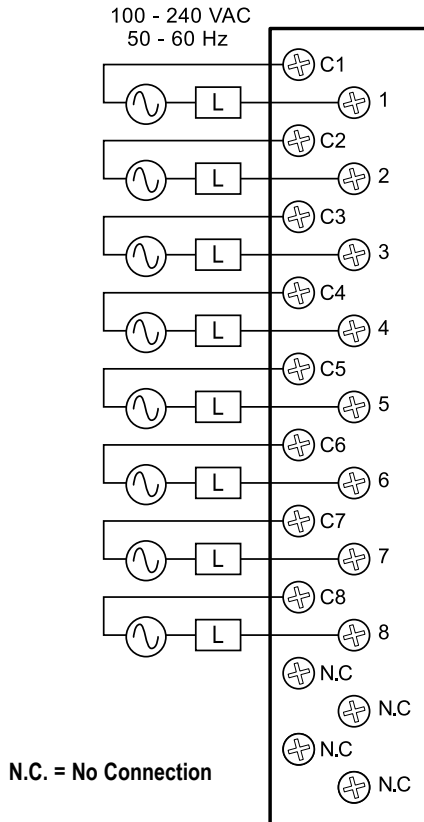 100 - 240 VAC
50 - 60 Hz
C1
L
1
C2
L
2
C3
L
3
C4
L
4
C5
L
5
C6
L
6
C7
L
7
C8
L
8
N.C
N.C
N.C
N.C
N.C. = No Connection